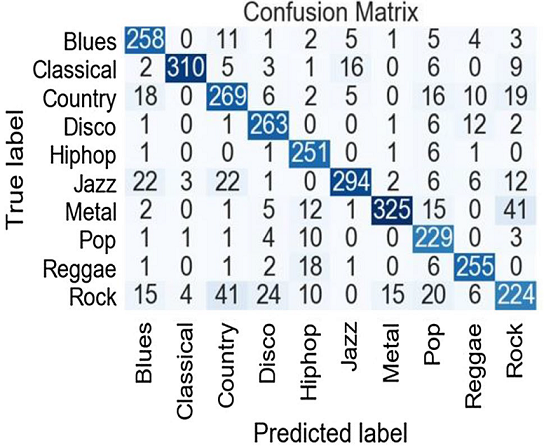 Confusion Matrix
True label
Blues 258 0 11 1 2 5 1 5 4 3
Classical 2 310 5 3 1 16 0 6 0 9
Country 18 0 269 6 2 5 0 16 10 19
Disco 1 0 1 263 0 0 1 6 12 2
Hiphop 1 0 0 1 251 0 1 6 1 0
Jazz 22 3 22 1 0 294 2 6 6 12
Metal 2 0 1 5 12 1 325 15 0 41
Pop 1 1 1 4 10 0 0 229 0 3
Reggae 1 0 1 2 18 1 0 6 255 0
Rock 15 4 41 24 10 0 15 20 6 224
Blues Classical Country Disco Hiphop Jazz Metal Pop Reggae Rock
Predicted label